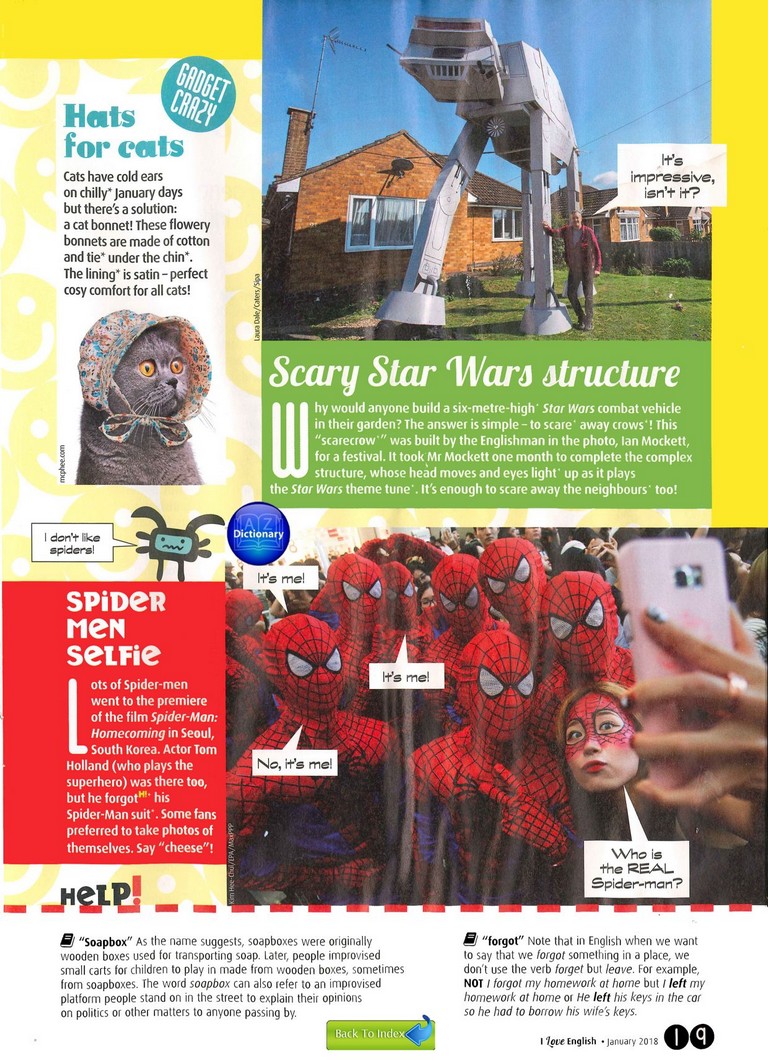 GADGET
CRAZY
Hats
for cats
Cats have cold ears
on chilly* January days
but there's a solution:
a cat bonnet! These flowery
bonnets are made of cotton
and tie* under the chin*.
The lining* is satin – perfect
cosy comfort for all cats!
mcphee.com
Laura Dale/Caters/Sipa
It's
impressive,
isn't it?
Scary Star Wars structure
Why would anyone build a six-metre-high* Star Wars combat vehicle
in their garden? The answer is simple – to scare* away crows*! This
“scarecrow*” was built by the Englishman in the photo, Ian Mockett,
for a festival. It took Mr Mockett one month to complete the complex
structure, whose head moves and eyes light* up as it plays
the Star Wars theme tune*. It's enough to scare away the neighbours* too!
I don't like
spiders!
A Z
Dictionary
SPiDER
MEN
SELFiE
Lots of Spider-men
went to the premiere
of the film Spider-Man:
Homecoming in Seoul,
South Korea. Actor Tom
Holland (who plays the
superhero) was there too,
but he forgotH!* his
Spider-Man suit*. Some fans
preferred to take photos of
themselves. Say “cheese”!
It's me!
It's me!
No, it's me!
Who is
the REAL
Spider-man?
Kim Hee-Chul/EPA/MaxPPP
HELP!
“Soapbox” As the name suggests, soapboxes were originally
wooden boxes used for transporting soap. Later, people improvised
small carts for children to play in made from wooden boxes, sometimes
from soapboxes. The word soapbox can also refer to an improvised
platform people stand on in the street to explain their opinions
on politics or other matters to anyone passing by.
“forgot” Note that in English when we want
to say that we forgot something in a place, we
don't use the verb forget but leave. For example,
NOT I forgot my homework at home but I left my
homework at home or He left his keys in the car
so he had to borrow his wife's keys.
Back To Index
I Love English • January 2018 19